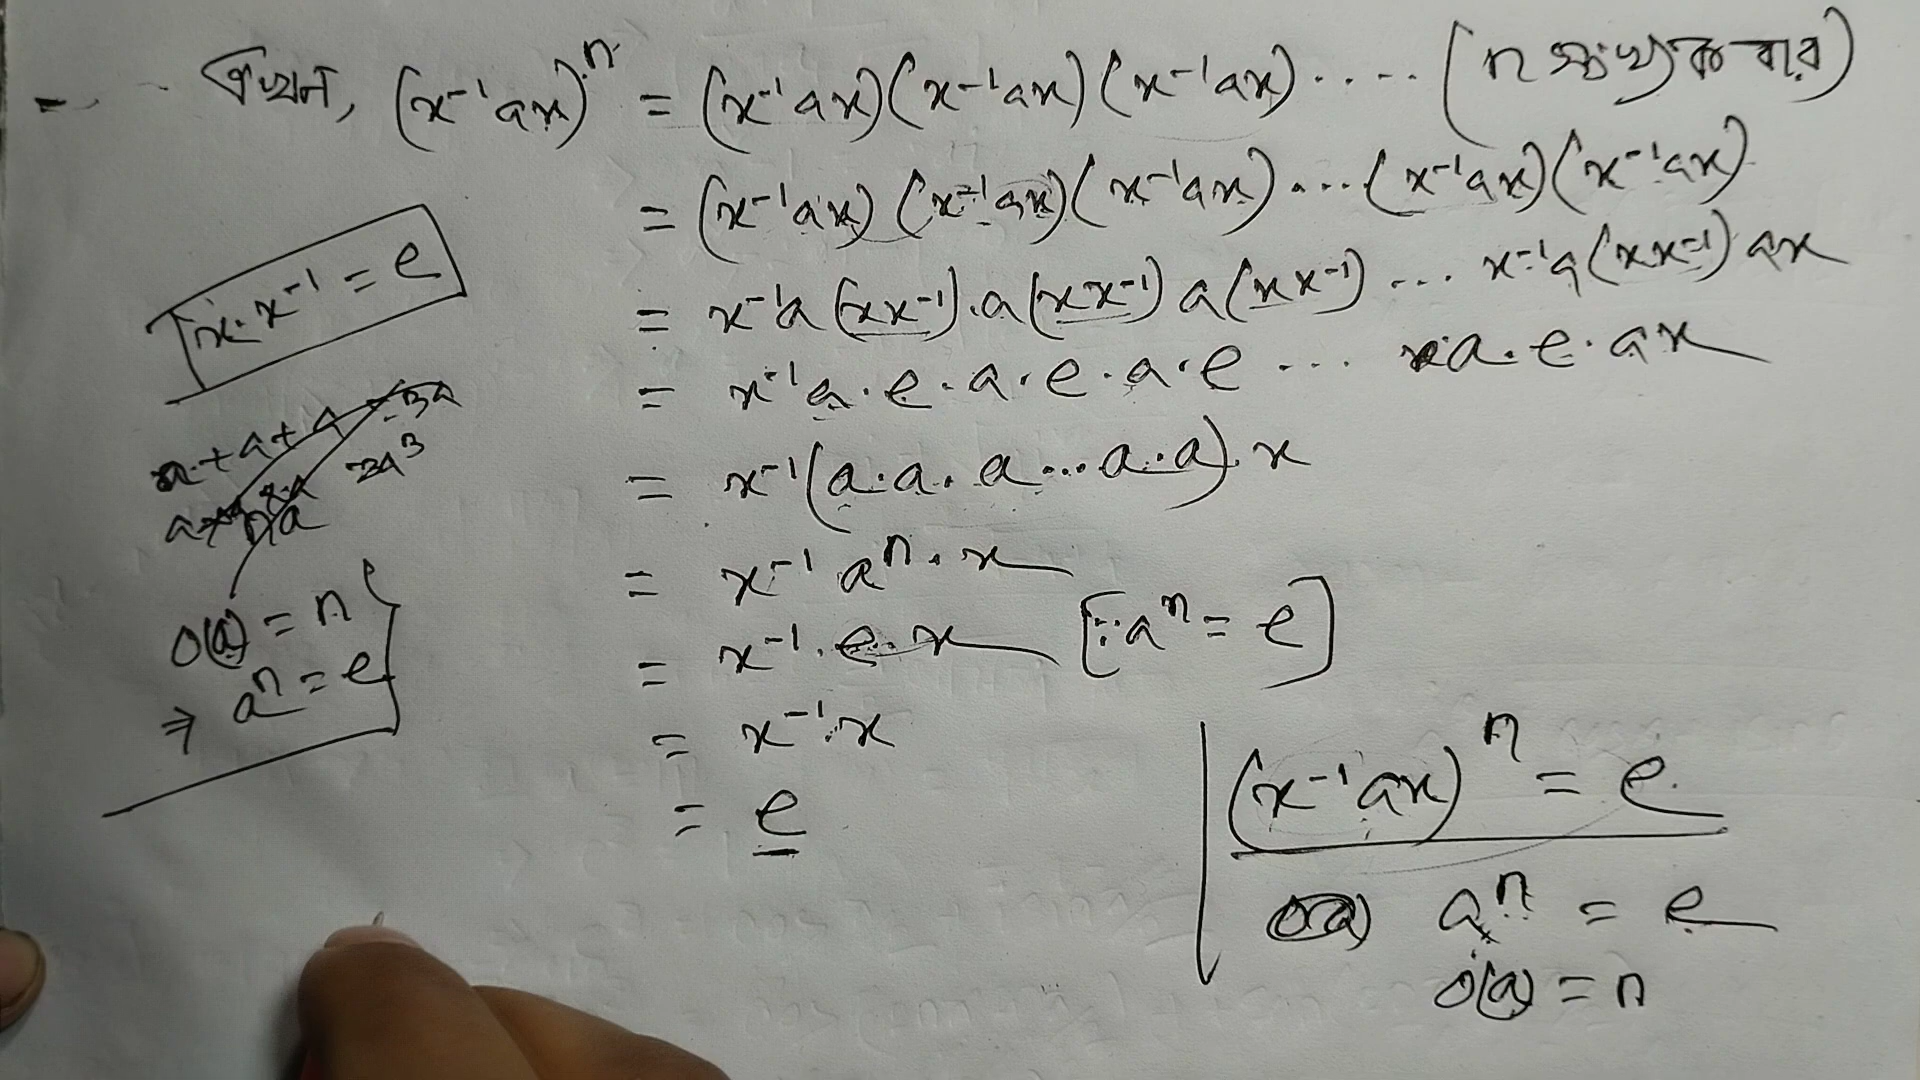 এখন, (x⁻¹ax)ⁿ = (x⁻¹ax)(x⁻¹ax)(x⁻¹ax)..... (n সংখ্যক বার)
= (x⁻¹ax)(x⁻¹ax)(x⁻¹ax)....(x⁻¹ax)(x⁻¹ax)
= x⁻¹a(xx⁻¹).a(xx⁻¹)a(xx⁻¹)... x⁻¹a(xx⁻¹)ax
= x⁻¹a.e.a.e.a.e... a.e.ax
= x⁻¹(a.a.a...a.a).x
= x⁻¹aⁿ.x
= x⁻¹.e.x [∵aⁿ = e]
= x⁻¹.x
= e
x.x⁻¹ = e
a+a+a =3a
O(a) = n
⇒ aⁿ = e
(x⁻¹ax)ⁿ = e
aⁿ = e
O(a) = n